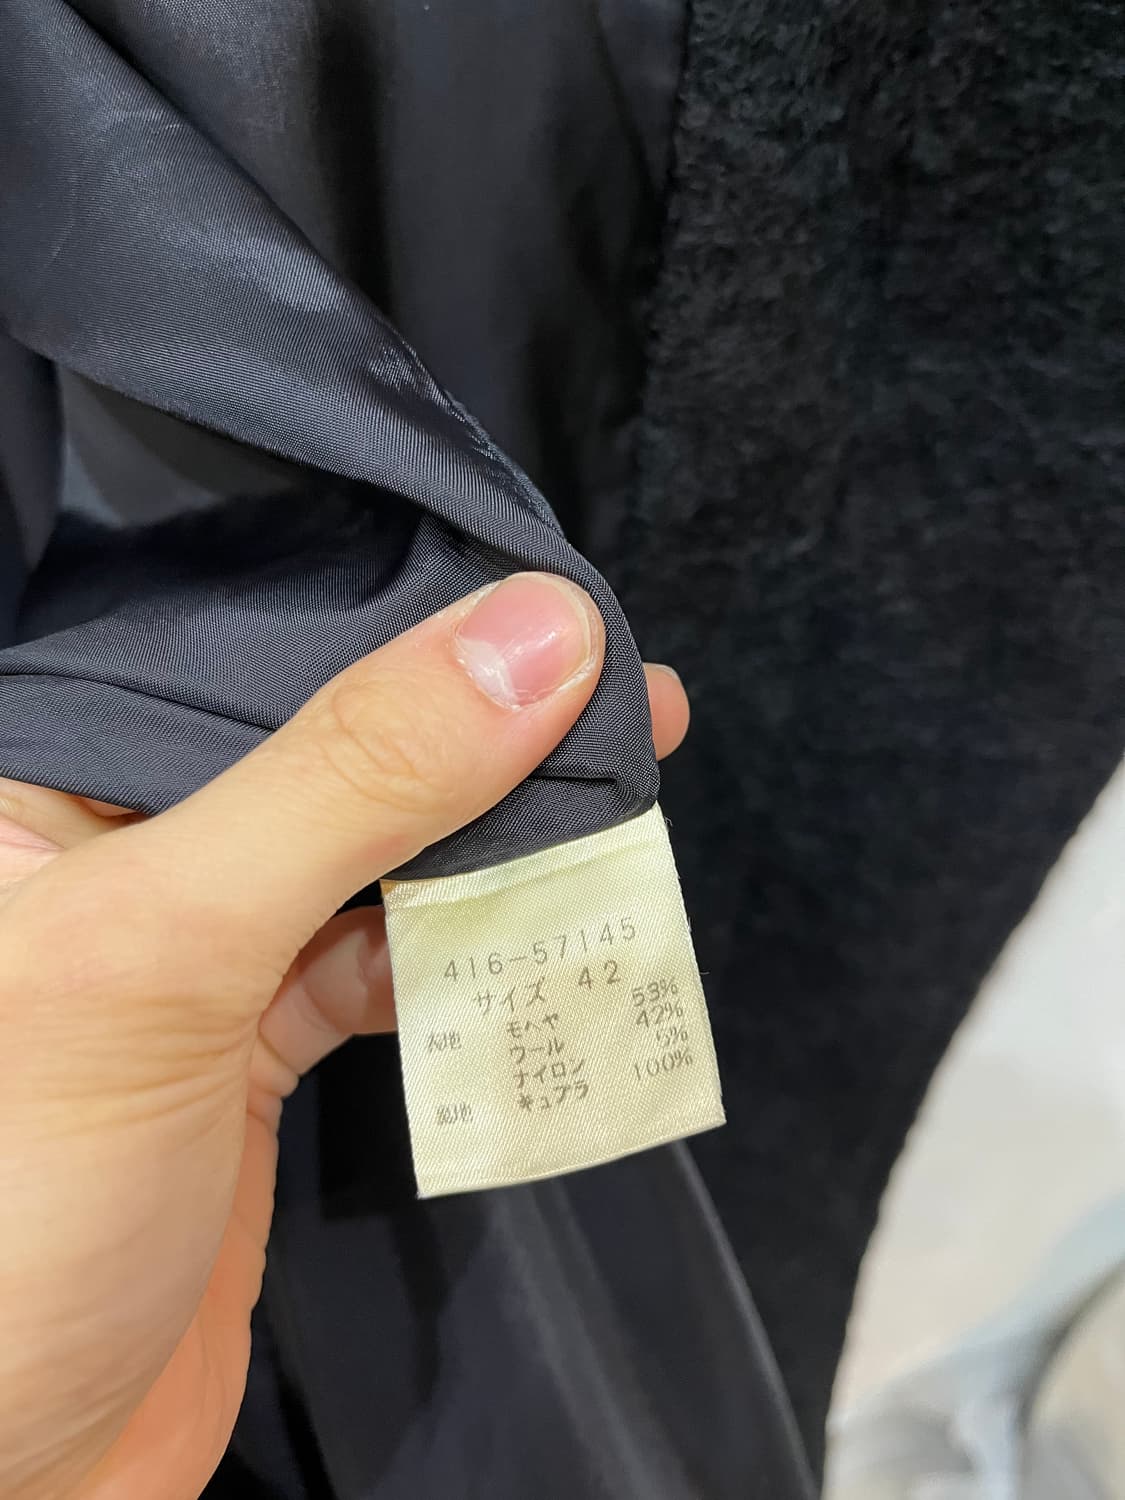 416-57145
サイズ 42
表地 モヘヤ 53%
ウール 42%
ナイロン 5%
裏地 キュプラ 100%